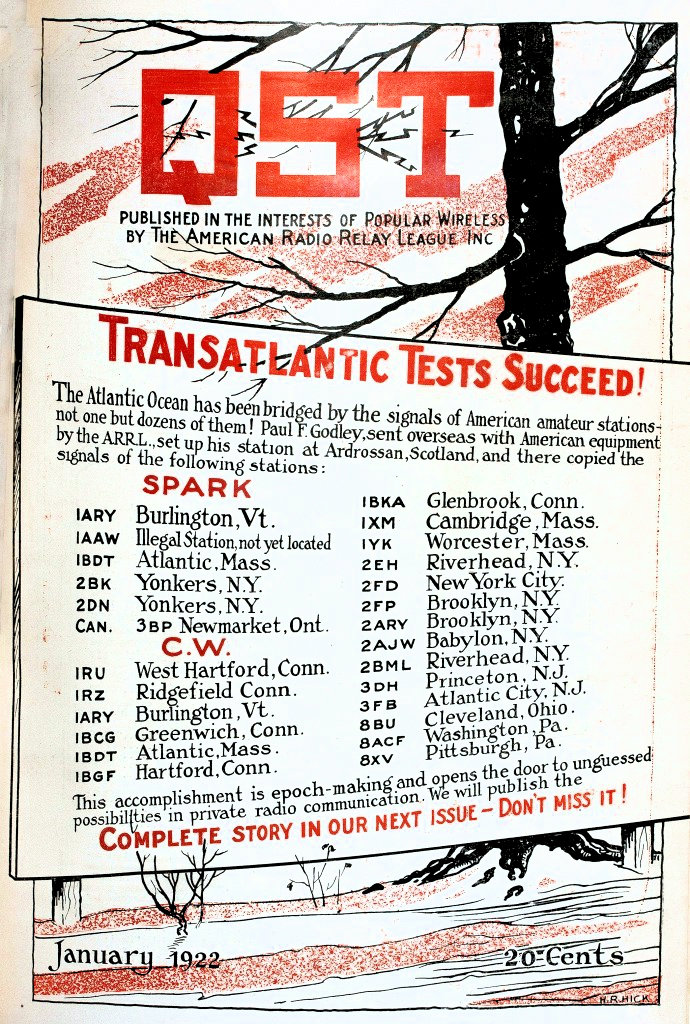 QST
PUBLISHED IN THE INTERESTS OF POPULAR WIRELESS
BY THE AMERICAN RADIO RELAY LEAGUE INC
TRANSATLANTIC TESTS SUCCEED!
The Atlantic Ocean has been bridged by the signals of American amateur stations-
not one but dozens of them! Paul F. Godley, sent overseas with American equipment
by the A.R.R.L., set up his station at Ardrossan, Scotland, and there copied the
signals of the following stations:
SPARK
1ARY Burlington, Vt.
1AAW Illegal Station, not yet located
1BDT Atlantic, Mass.
2BK Yonkers, N.Y.
2DN Yonkers, N.Y.
CAN. 3BP Newmarket, Ont.
C.W.
1RU West Hartford, Conn.
1RZ Ridgefield Conn.
1ARY Burlington, Vt.
1BCG Greenwich, Conn.
1BDT Atlantic, Mass.
1BGF Hartford, Conn.
1BKA Glenbrook, Conn.
1XM Cambridge, Mass.
1YK Worcester, Mass.
2EH Riverhead, N.Y.
2FD New York City.
2FP Brooklyn, N.Y.
2ARY Brooklyn, N.Y.
2AJW Babylon, N.Y.
2BML Riverhead, N.Y.
3DH Princeton, N.J.
3FB Atlantic City, N.J.
8BU Cleveland, Ohio.
8ACF Washington, Pa.
8XV Pittsburgh, Pa.
This accomplishment is epoch-making and opens the door to unguessed
possibilities in private radio communication. We will publish the
COMPLETE STORY IN OUR NEXT ISSUE - DON'T MISS IT!
January 1922
20 Cents
H.R.HICK